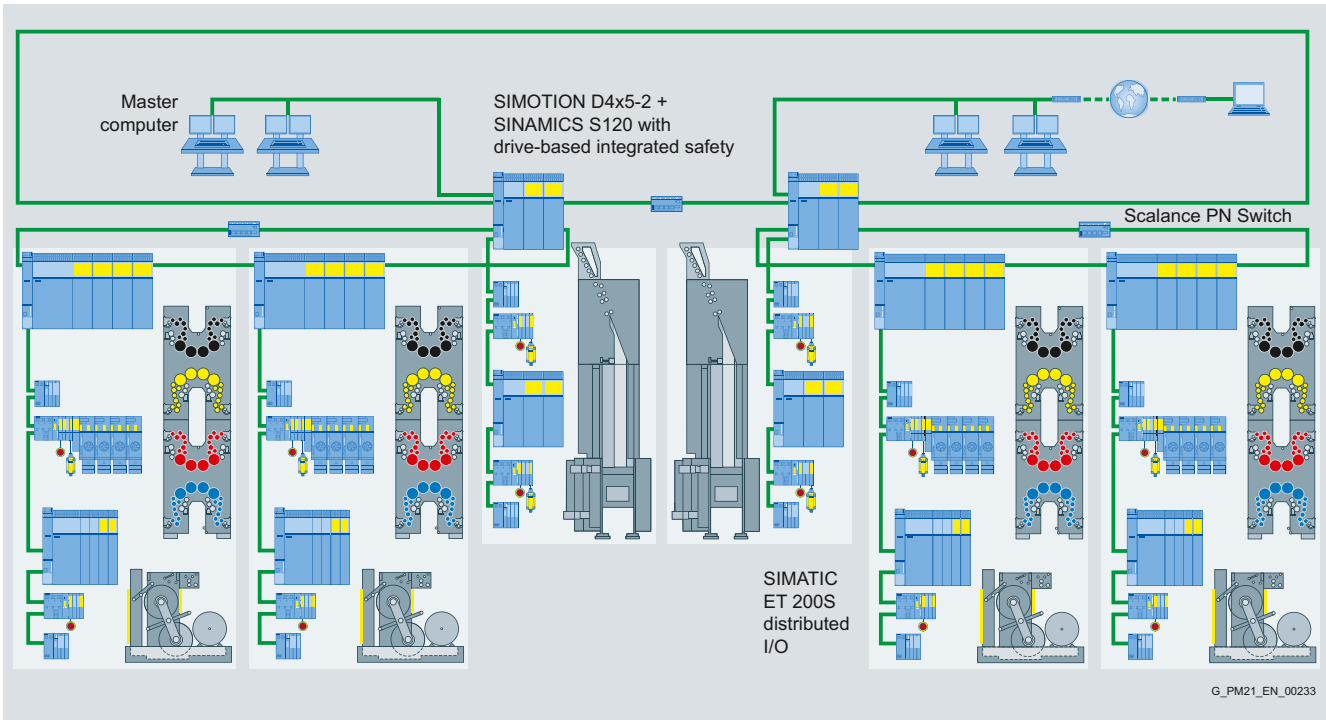 Master
computer
SIMOTION D4x5-2 +
SINAMICS S120 with
drive-based integrated safety
Scalance PN Switch
SIMATIC
ET 200S
distributed
I/O
G_PM21_EN_00233